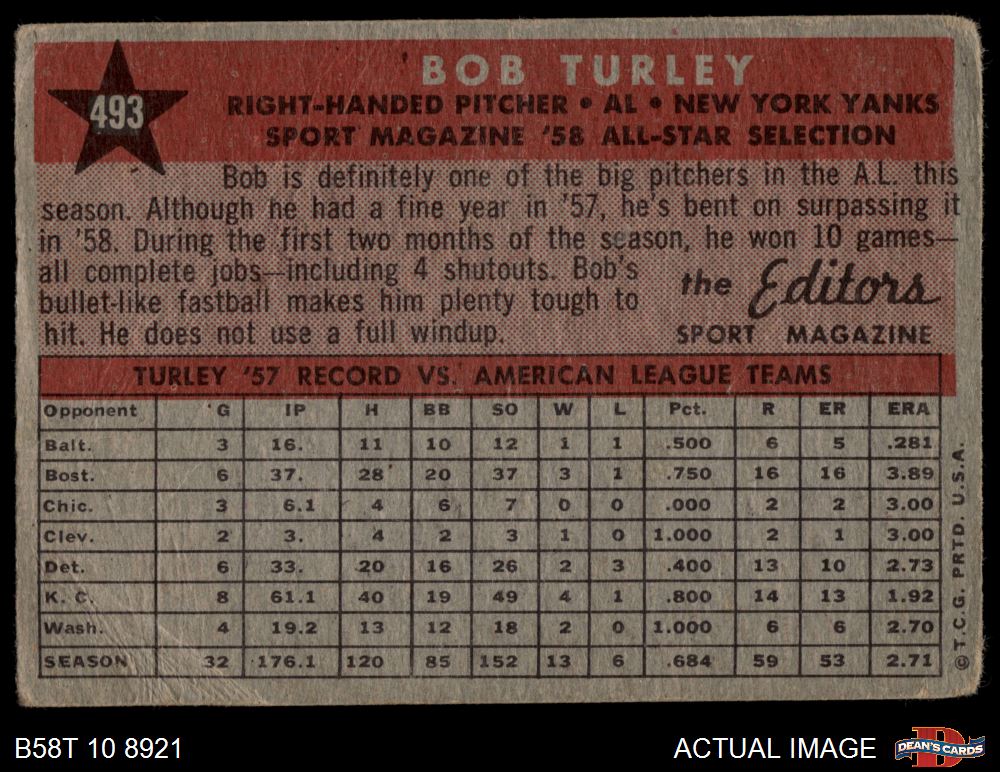 493
BOB TURLEY
RIGHT-HANDED PITCHER • AL • NEW YORK YANKS
SPORT MAGAZINE '58 ALL-STAR SELECTION
Bob is definitely one of the big pitchers in the A.L. this
season. Although he had a fine year in '57, he's bent on surpassing it
in '58. During the first two months of the season, he won 10 games—
all complete jobs—including 4 shutouts. Bob's
bullet-like fastball makes him plenty tough to
hit. He does not use a full windup.
the Editors
SPORT MAGAZINE
TURLEY '57 RECORD VS. AMERICAN LEAGUE TEAMS
Opponent G IP H BB SO W L Pct. R ER ERA
Balt. 3 16. 11 10 12 1 1 .500 6 5 .281
Bost. 6 37. 28 20 37 3 1 .750 16 16 3.89
Chic. 3 6.1 4 6 7 0 0 .000 2 2 3.00
Clev. 2 3. 4 2 3 1 0 1.000 2 1 3.00
Det. 6 33. 20 16 26 2 3 .400 13 10 2.73
K. C. 8 61.1 40 19 49 4 1 .800 14 13 1.92
Wash. 4 19.2 13 12 18 2 0 1.000 6 6 2.70
SEASON 32 176.1 120 85 152 13 6 .684 59 53 2.71
© T.C.G. PRTD. U.S.A.
B58T 10 8921
ACTUAL IMAGE
D
DEAN'S CARDS